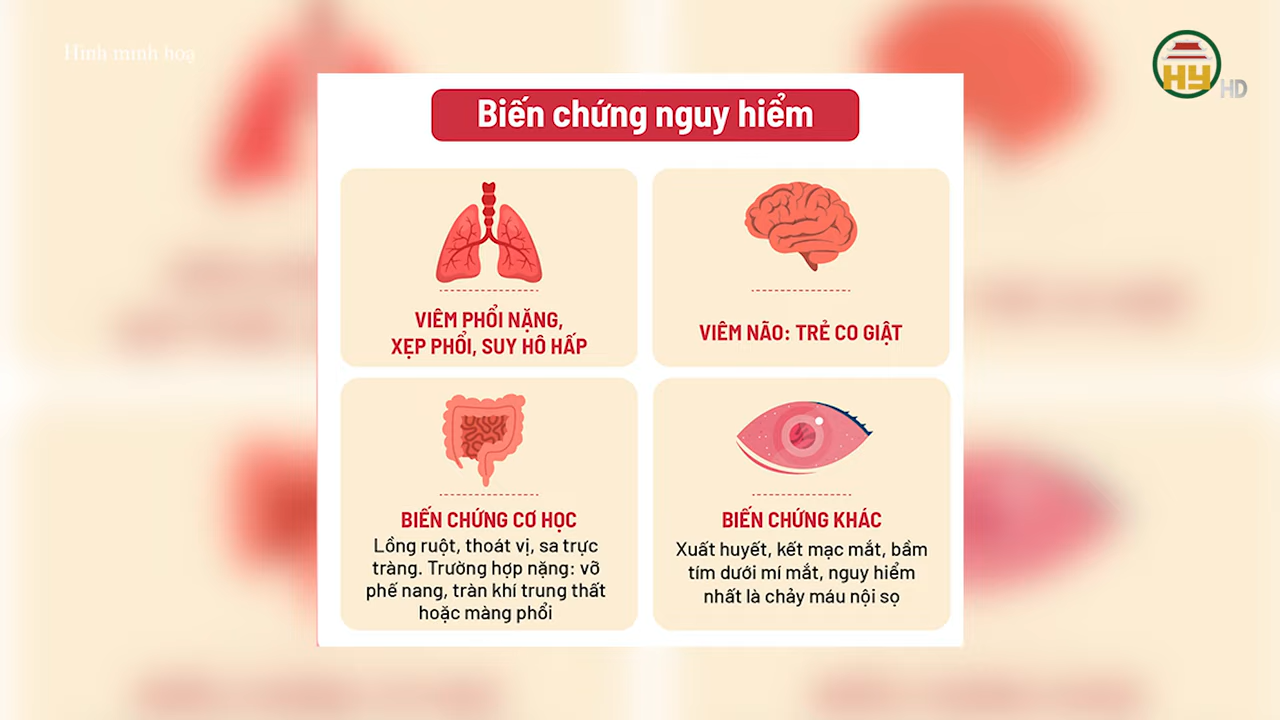 Hình minh hoạ
HY HD
Biến chứng nguy hiểm
VIÊM PHỔI NẶNG,
XẸP PHỔI, SUY HÔ HẤP
VIÊM NÃO: TRẺ CO GIẬT
BIẾN CHỨNG CƠ HỌC
Lồng ruột, thoát vị, sa trực
tràng. Trường hợp nặng: vỡ
phế nang, tràn khí trung thất
hoặc màng phổi
BIẾN CHỨNG KHÁC
Xuất huyết, kết mạc mắt, bầm
tím dưới mí mắt, nguy hiểm
nhất là chảy máu nội sọ